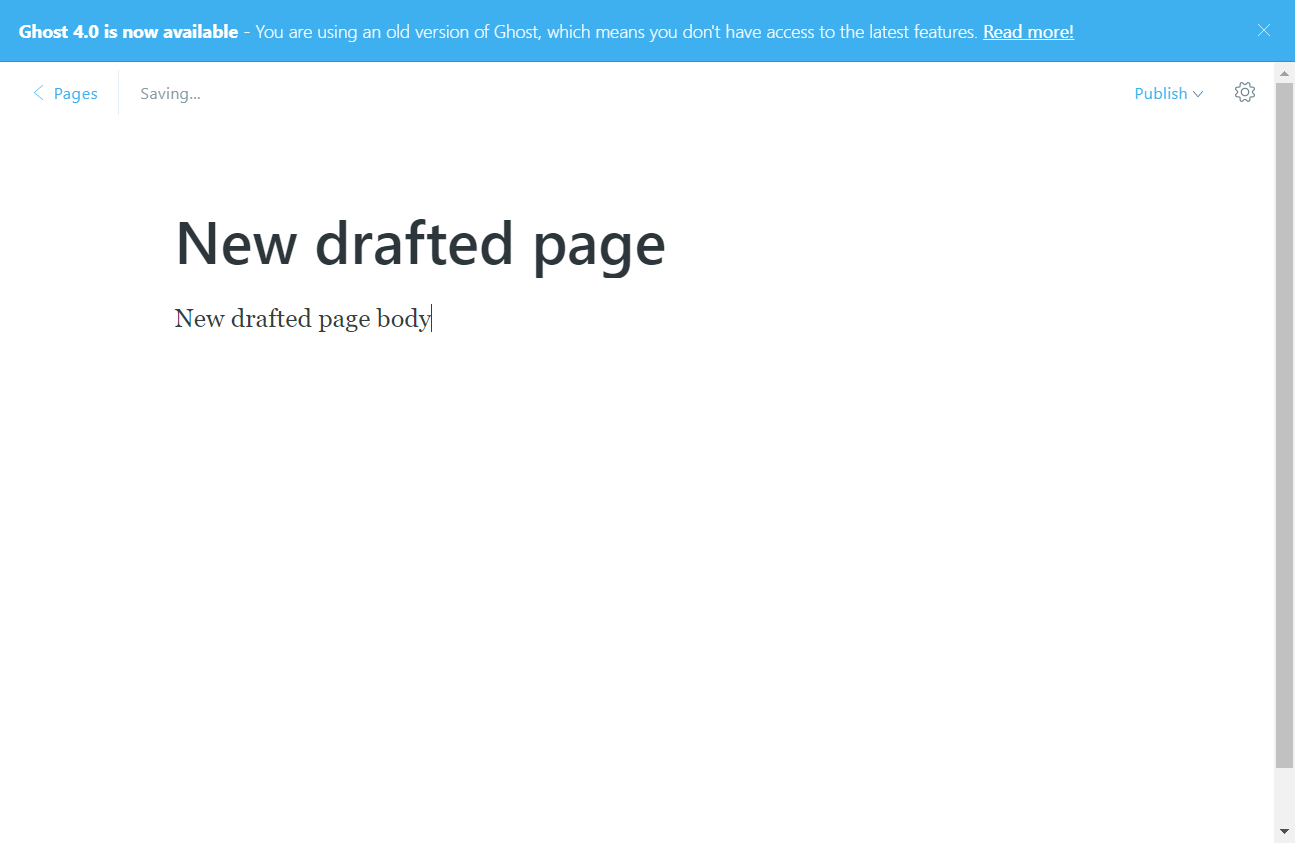 Ghost 4.0 is now available - You are using an old version of Ghost, which means you don't have access to the latest features. Read more!
Pages Saving... Publish
New drafted page
New drafted page body